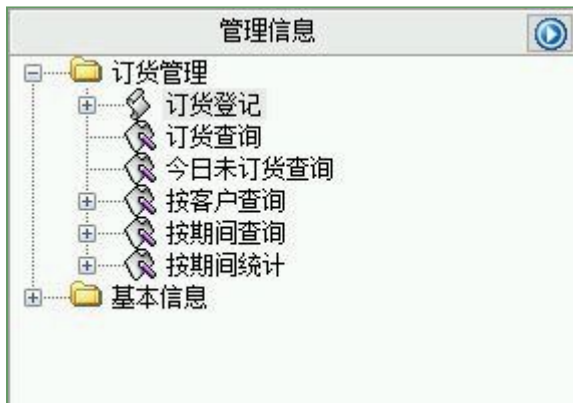 管理信息
订货管理
订货登记
订货查询
今日未订货查询
按客户查询
按期间查询
按期间统计
基本信息